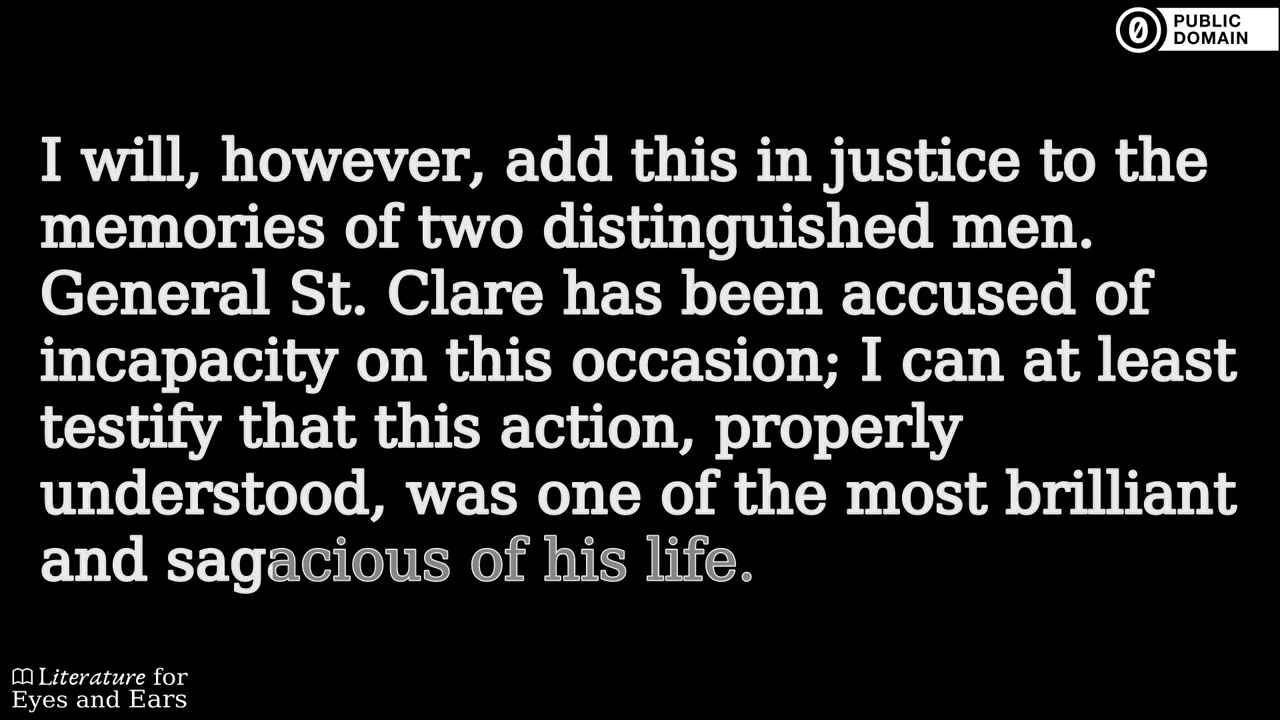 PUBLIC
DOMAIN
I will, however, add this in justice to the
memories of two distinguished men.
General St. Clare has been accused of
incapacity on this occasion; I can at least
testify that this action, properly
understood, was one of the most brilliant
and sagacious of his life.
Literature for
Eyes and Ears